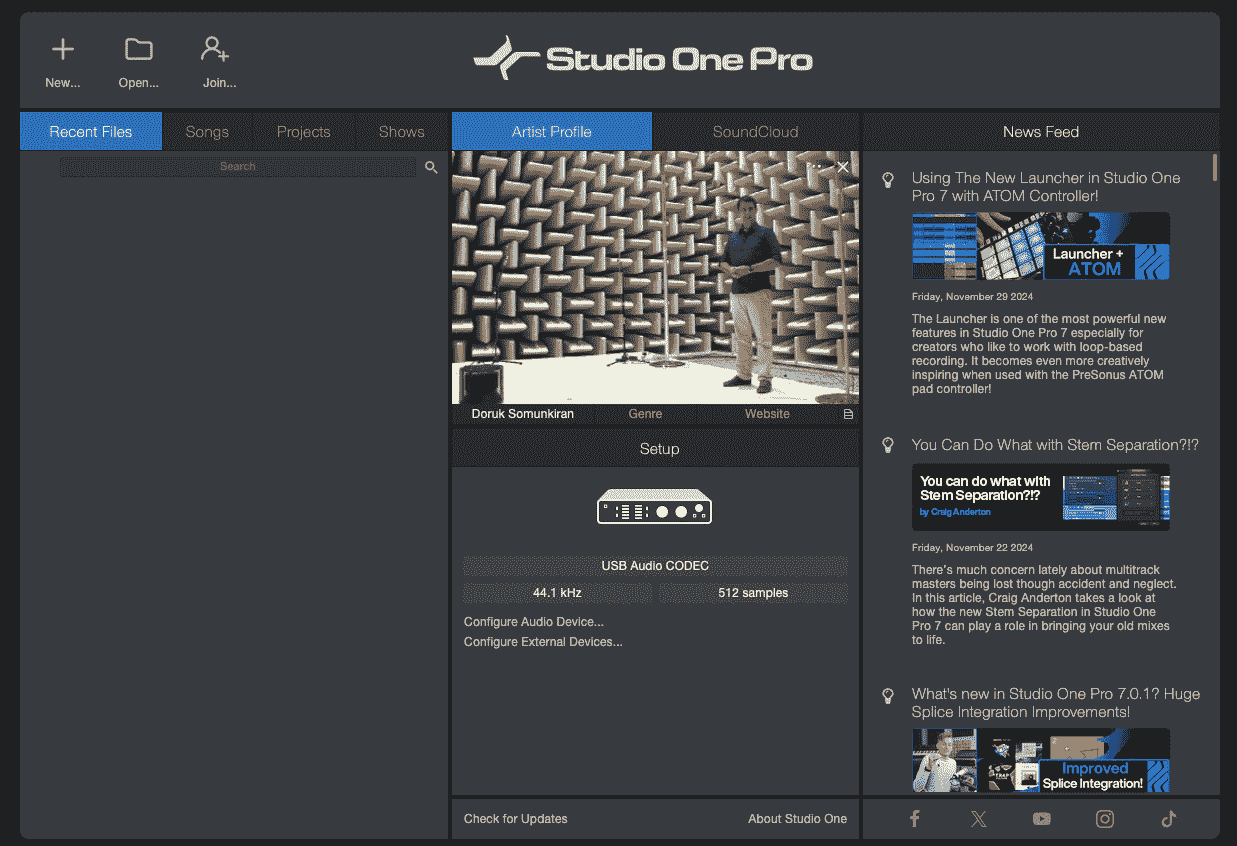 New...
Open...
Join...
Studio One Pro
Recent Files
Songs
Projects
Shows
Search
Artist Profile
SoundCloud
Doruk Somunkiran
Genre
Website
Setup
USB Audio CODEC
44.1 kHz
512 samples
Configure Audio Device...
Configure External Devices...
Check for Updates
About Studio One
News Feed
Using The New Launcher in Studio One
Pro 7 with ATOM Controller!
Launcher +
ATOM
Friday, November 29 2024
The Launcher is one of the most powerful new
features in Studio One Pro 7 especially for
creators who like to work with loop-based
recording. It becomes even more creatively
inspiring when used with the PreSonus ATOM
pad controller!
You Can Do What with Stem Separation?!?
You can do what with
Stem Separation?!?
by Craig Anderton
Friday, November 22 2024
There's much concern lately about multitrack
masters being lost though accident and neglect.
In this article, Craig Anderton takes a look at
how the new Stem Separation in Studio One
Pro 7 can play a role in bringing your old mixes
to life.
What's new in Studio One Pro 7.0.1? Huge
Splice Integration Improvements!
Improved
Splice Integration!